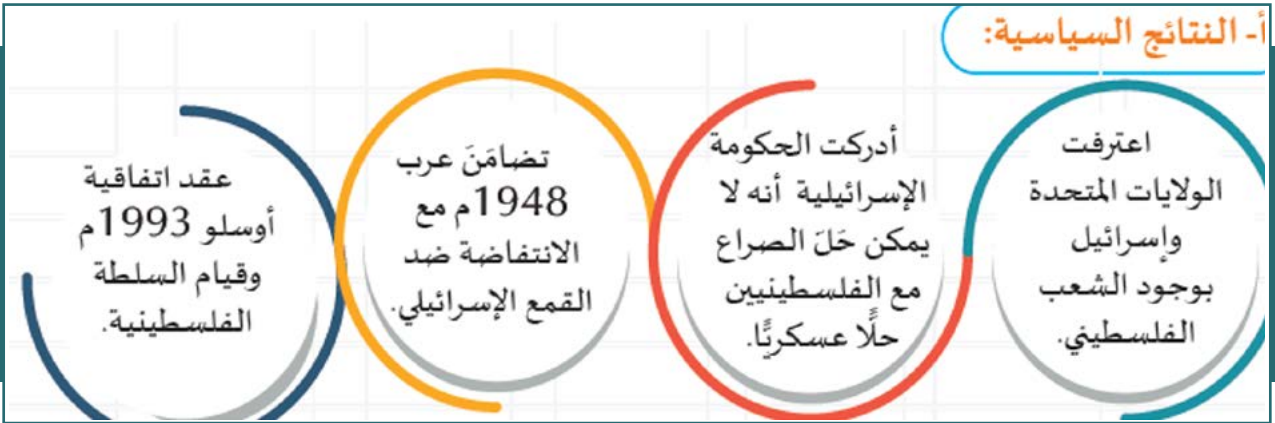 أ- النتائج السياسية:
اعترفت
الولايات المتحدة
وإسرائيل
بوجود الشعب
الفلسطيني.
أدركت الحكومة
الإسرائيلية أنه لا
يمكن حَلَ الصراع
مع الفلسطينيين
حلًّا عسكريًّا.
تضامَنَ عرب
1948م مع
الانتفاضة ضد
القمع الإسرائيلي.
عقد اتفاقية
أوسلو 1993م
وقيام السلطة
الفلسطينية.